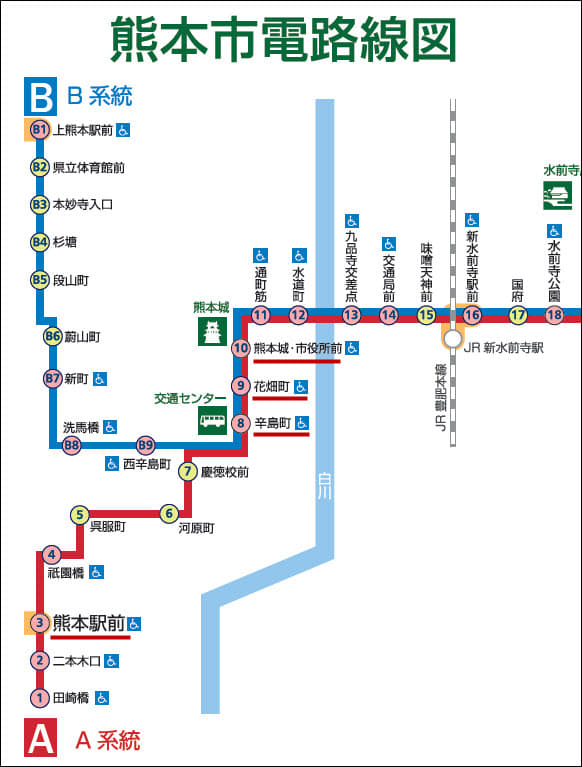 熊本市電路線図
B B系統
B1 上熊本駅前
B2 県立体育館前
B3 本妙寺入口
B4 杉塘
B5 段山町
B6 蔚山町
B7 新町
洗馬橋
B8
B9
西辛島町
水前寺
通町筋
11
水道町
12
九品寺交差点
13
交通局前
14
味噌天神前
15
新水前寺駅前
16
国府
17
水前寺公園
18
熊本城
10 熊本城・市役所前
JR 新水前寺駅
JR 豊肥本線
9 花畑町
交通センター
8 辛島町
7 慶徳校前
白川
5
呉服町
6
河原町
4
祇園橋
3 熊本駅前
2 二本木口
1 田崎橋
A A系統